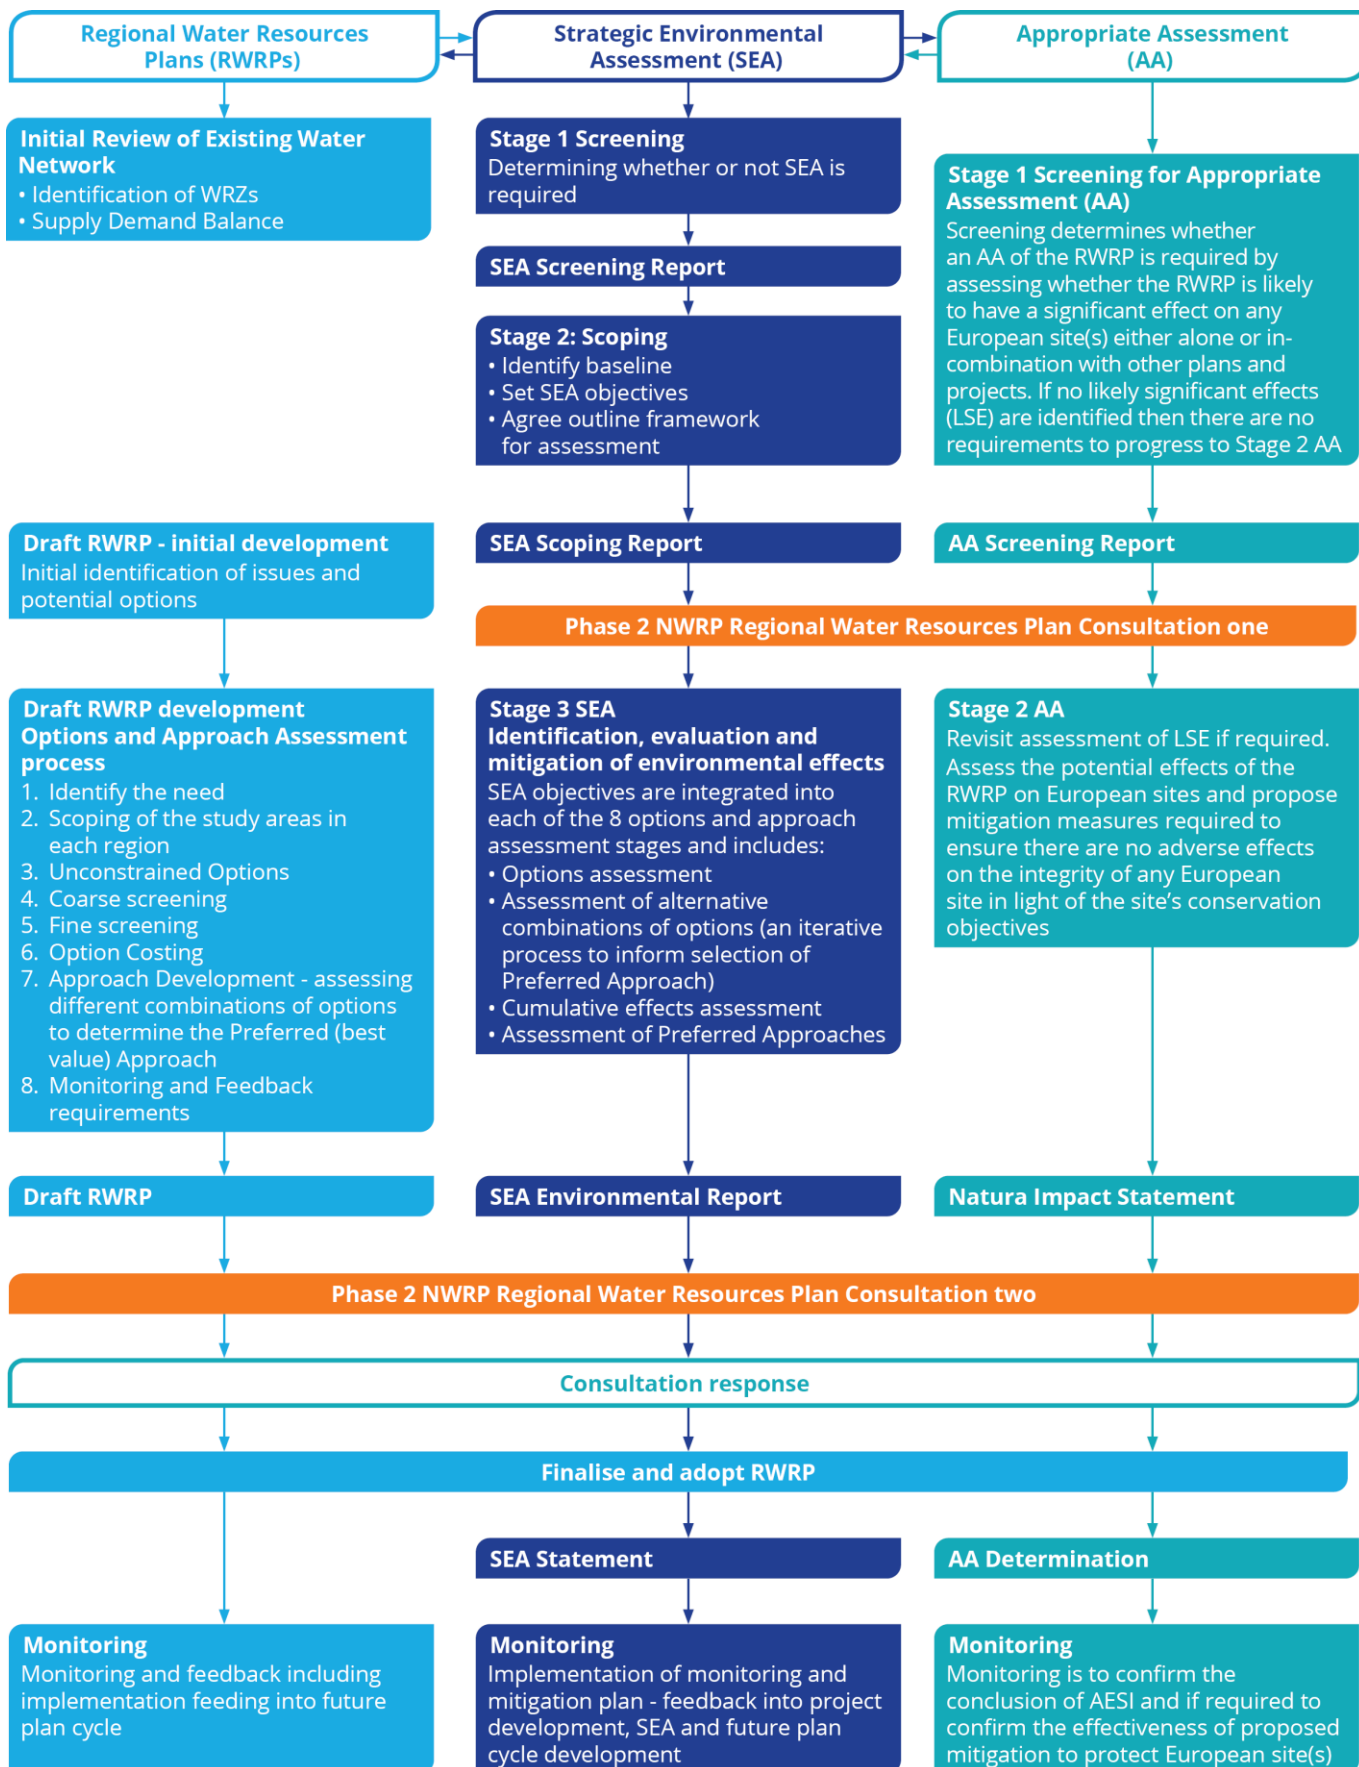 Regional Water Resources
Plans (RWRPs)
Strategic Environmental
Assessment (SEA)
Appropriate Assessment
(AA)
Initial Review of Existing Water
Network
• Identification of WRZs
• Supply Demand Balance
Stage 1 Screening
Determining whether or not SEA is
required
SEA Screening Report
Stage 2: Scoping
• Identify baseline
• Set SEA objectives
• Agree outline framework
for assessment
Stage 1 Screening for Appropriate
Assessment (AA)
Screening determines whether
an AA of the RWRP is required by
assessing whether the RWRP is likely
to have a significant effect on any
European site(s) either alone or in-
combination with other plans and
projects. If no likely significant effects
(LSE) are identified then there are no
requirements to progress to Stage 2 AA
Draft RWRP - initial development
Initial identification of issues and
potential options
SEA Scoping Report
AA Screening Report
Phase 2 NWRP Regional Water Resources Plan Consultation one
Draft RWRP development
Options and Approach Assessment
process
1. Identify the need
2. Scoping of the study areas in
each region
3. Unconstrained Options
4. Coarse screening
5. Fine screening
6. Option Costing
7. Approach Development - assessing
different combinations of options
to determine the Preferred (best
value) Approach
8. Monitoring and Feedback
requirements
Stage 3 SEA
Identification, evaluation and
mitigation of environmental effects
SEA objectives are integrated into
each of the 8 options and approach
assessment stages and includes:
• Options assessment
• Assessment of alternative
combinations of options (an iterative
process to inform selection of
Preferred Approach)
• Cumulative effects assessment
• Assessment of Preferred Approaches
Stage 2 AA
Revisit assessment of LSE if required.
Assess the potential effects of the
RWRP on European sites and propose
mitigation measures required to
ensure there are no adverse effects
on the integrity of any European
site in light of the site’s conservation
objectives
Draft RWRP
SEA Environmental Report
Natura Impact Statement
Phase 2 NWRP Regional Water Resources Plan Consultation two
Consultation response
Finalise and adopt RWRP
SEA Statement
AA Determination
Monitoring
Monitoring and feedback including
implementation feeding into future
plan cycle
Monitoring
Implementation of monitoring and
mitigation plan - feedback into project
development, SEA and future plan
cycle development
Monitoring
Monitoring is to confirm the
conclusion of AESI and if required to
confirm the effectiveness of proposed
mitigation to protect European site(s)